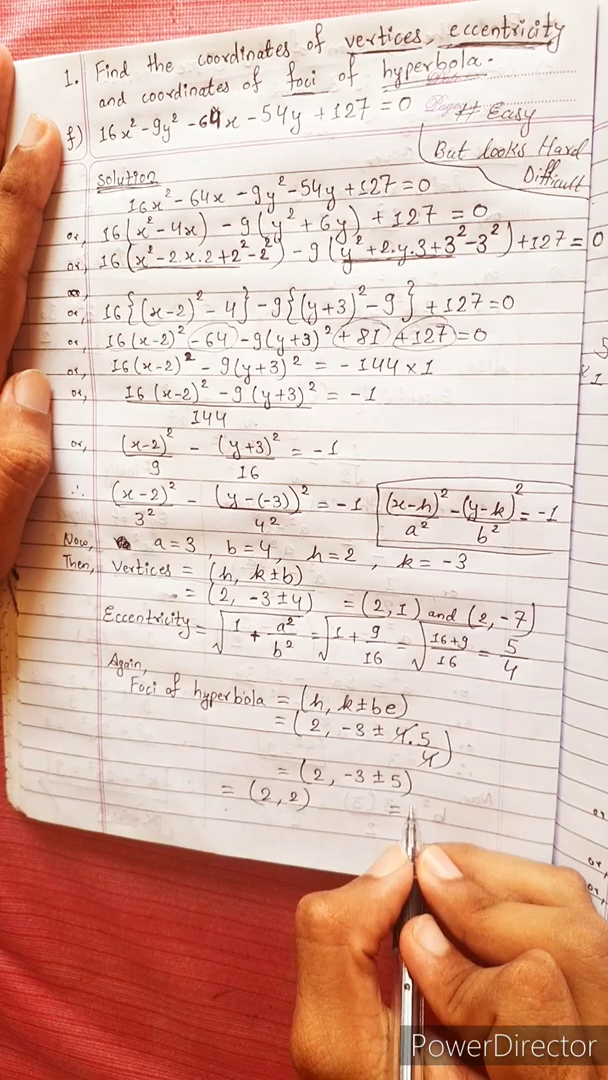 1. Find the coordinates of vertices, eccentricity
and coordinates of foci of hyperbola.
f) 16x² - 9y² - 64x - 54y + 127 = 0
# Easy
But looks Hard
Difficult
Solution
16x² - 64x - 9y² - 54y + 127 = 0
or, 16(x² - 4x) - 9(y² + 6y) + 127 = 0
or, 16(x² - 2x.2 + 2² - 2²) - 9(y² + 2.y.3 + 3² - 3²) + 127 = 0
or, 16{(x-2)² - 4} - 9{(y+3)² - 9} + 127 = 0
or, 16(x-2)² - 64 - 9(y+3)² + 81 + 127 = 0
or, 16(x-2)² - 9(y+3)² = -144 × 1
or, (16(x-2)² - 9(y+3)²)/144 = -1
or, (x-2)²/9 - (y+3)²/16 = -1
∴ (x-2)²/3² - (y-(-3))²/4² = -1
(x-h)²/a² - (y-k)²/b² = -1
Now, a = 3, b = 4, h = 2, k = -3
Then, vertices = (h, k±b)
= (2, -3±4) = (2, 1) and (2, -7)
Eccentricity = √(1 + a²/b²) = √(1 + 9/16) = √((16+9)/16) = 5/4
Again,
Foci of hyperbola = (h, k±be)
= (2, -3 ± 4.5/4)
= (2, -3 ± 5)
= (2, 2) =
PowerDirector